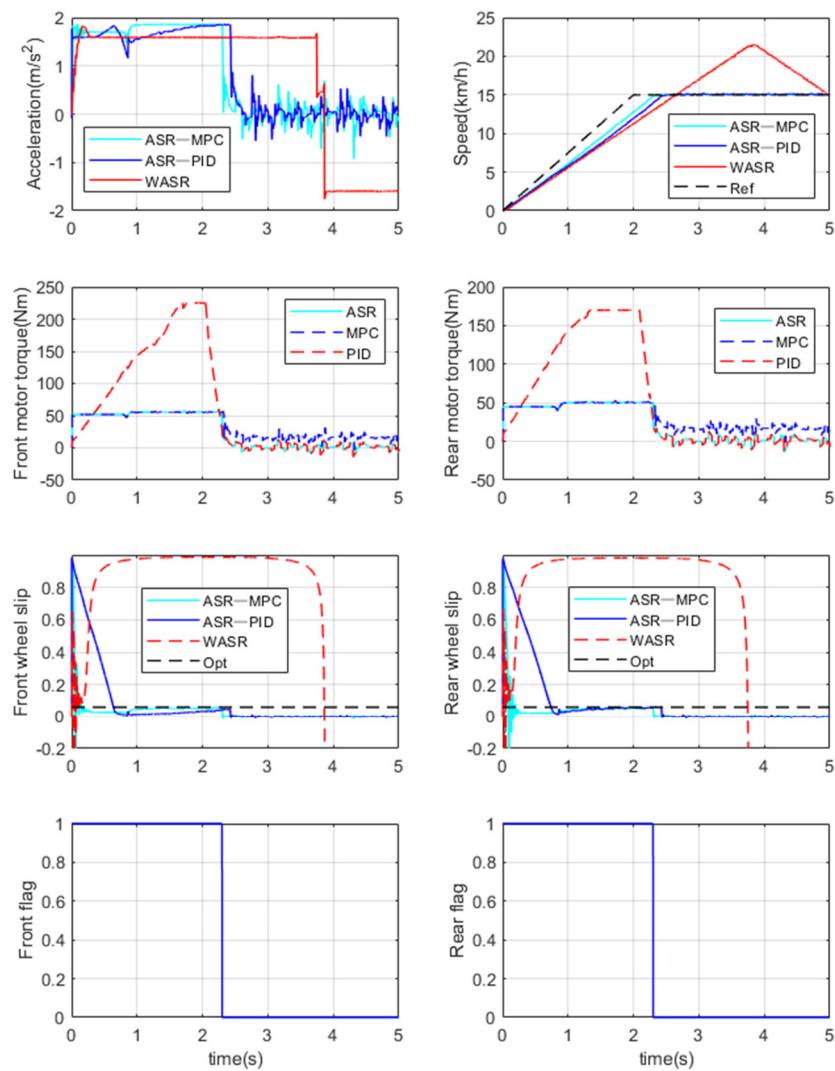 2
1
0
-1
-2
Acceleration(m/s²)
ASR—MPC
ASR—PID
WASR
0 1 2 3 4 5
25
20
15
10
5
0
Speed(km/h)
ASR—MPC
ASR—PID
WASR
Ref
0 1 2 3 4 5
250
200
150
100
50
0
-50
Front motor torque(Nm)
ASR
MPC
PID
0 1 2 3 4 5
200
150
100
50
0
-50
Rear motor torque(Nm)
ASR
MPC
PID
0 1 2 3 4 5
0.8
0.6
0.4
0.2
0
-0.2
Front wheel slip
ASR—MPC
ASR—PID
WASR
Opt
0 1 2 3 4 5
0.8
0.6
0.4
0.2
0
-0.2
Rear wheel slip
ASR—MPC
ASR—PID
WASR
Opt
0 1 2 3 4 5
1
0.8
0.6
0.4
0.2
0
Front flag
0 1 2 3 4 5
time(s)
1
0.8
0.6
0.4
0.2
0
Rear flag
0 1 2 3 4 5
time(s)